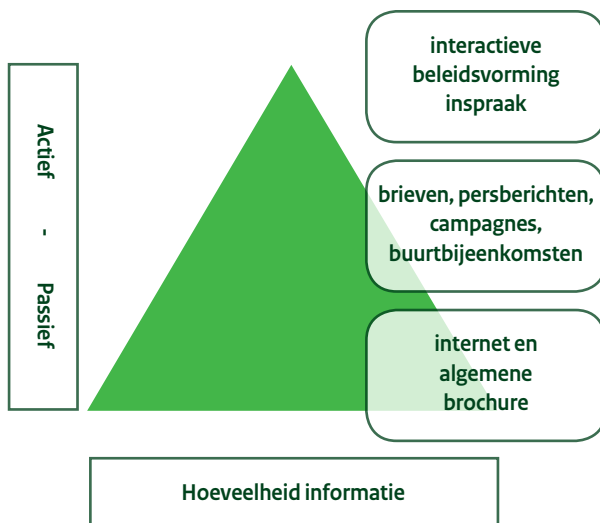 interactieve
beleidsvorming
inspraak
Actief - Passief
brieven, persberichten,
campagnes,
buurtbijeenkomsten
internet en
algemene
brochure
Hoeveelheid informatie